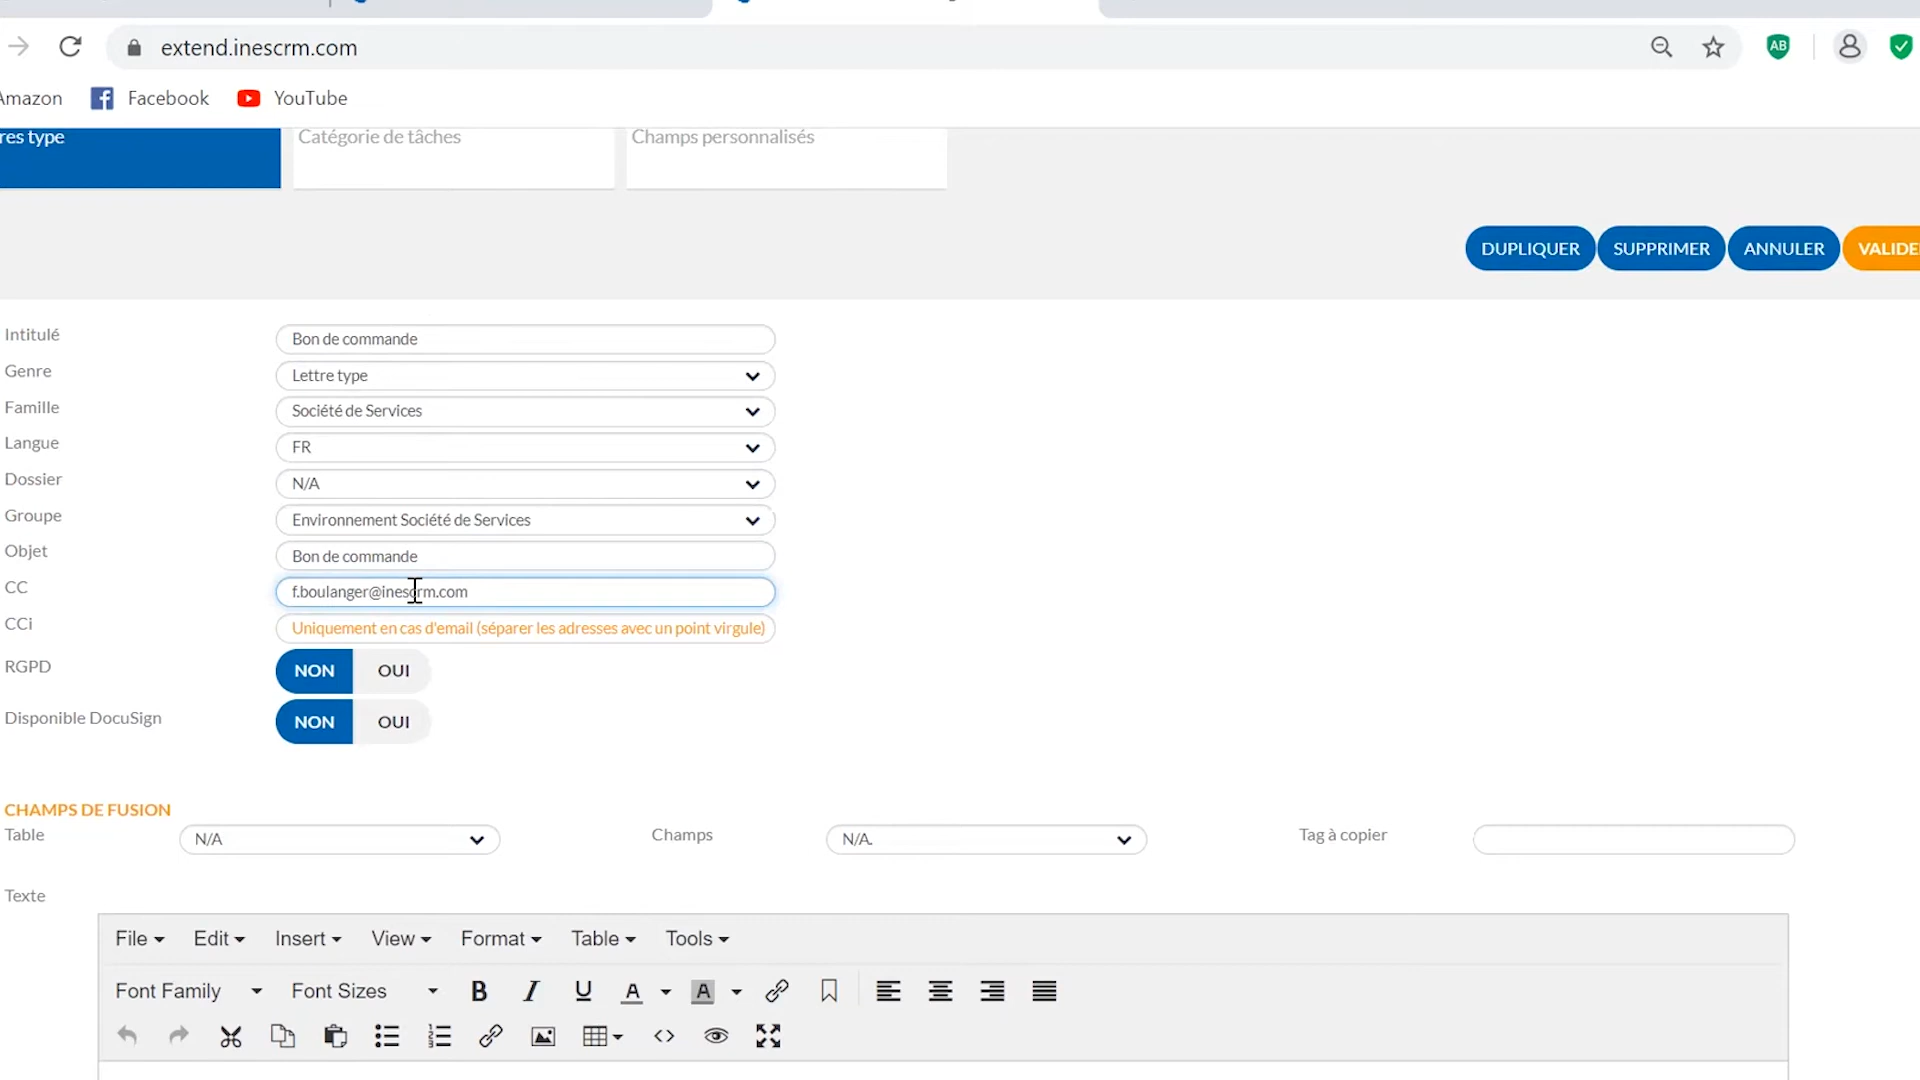 extend.inescrm.com
AB
Amazon Facebook YouTube
res type Catégorie de tâches Champs personnalisés
DUPLIQUER SUPPRIMER ANNULER VALIDE
Intitulé Bon de commande
Genre Lettre type
Famille Société de Services
Langue FR
Dossier N/A
Groupe Environnement Société de Services
Objet Bon de commande
CC f.boulanger@inescrm.com
CCi Uniquement en cas d'email (séparer les adresses avec un point virgule)
RGPD NON OUI
Disponible DocuSign NON OUI
CHAMPS DE FUSION
Table N/A Champs N/A. Tag à copier
Texte
File Edit Insert View Format Table Tools
Font Family Font Sizes B I U A A